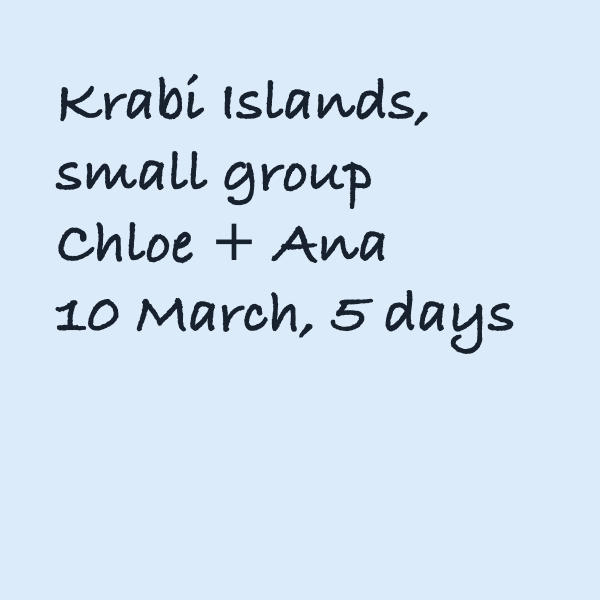 Krabi Islands,
small group
Chloe + Ana
10 March, 5 days